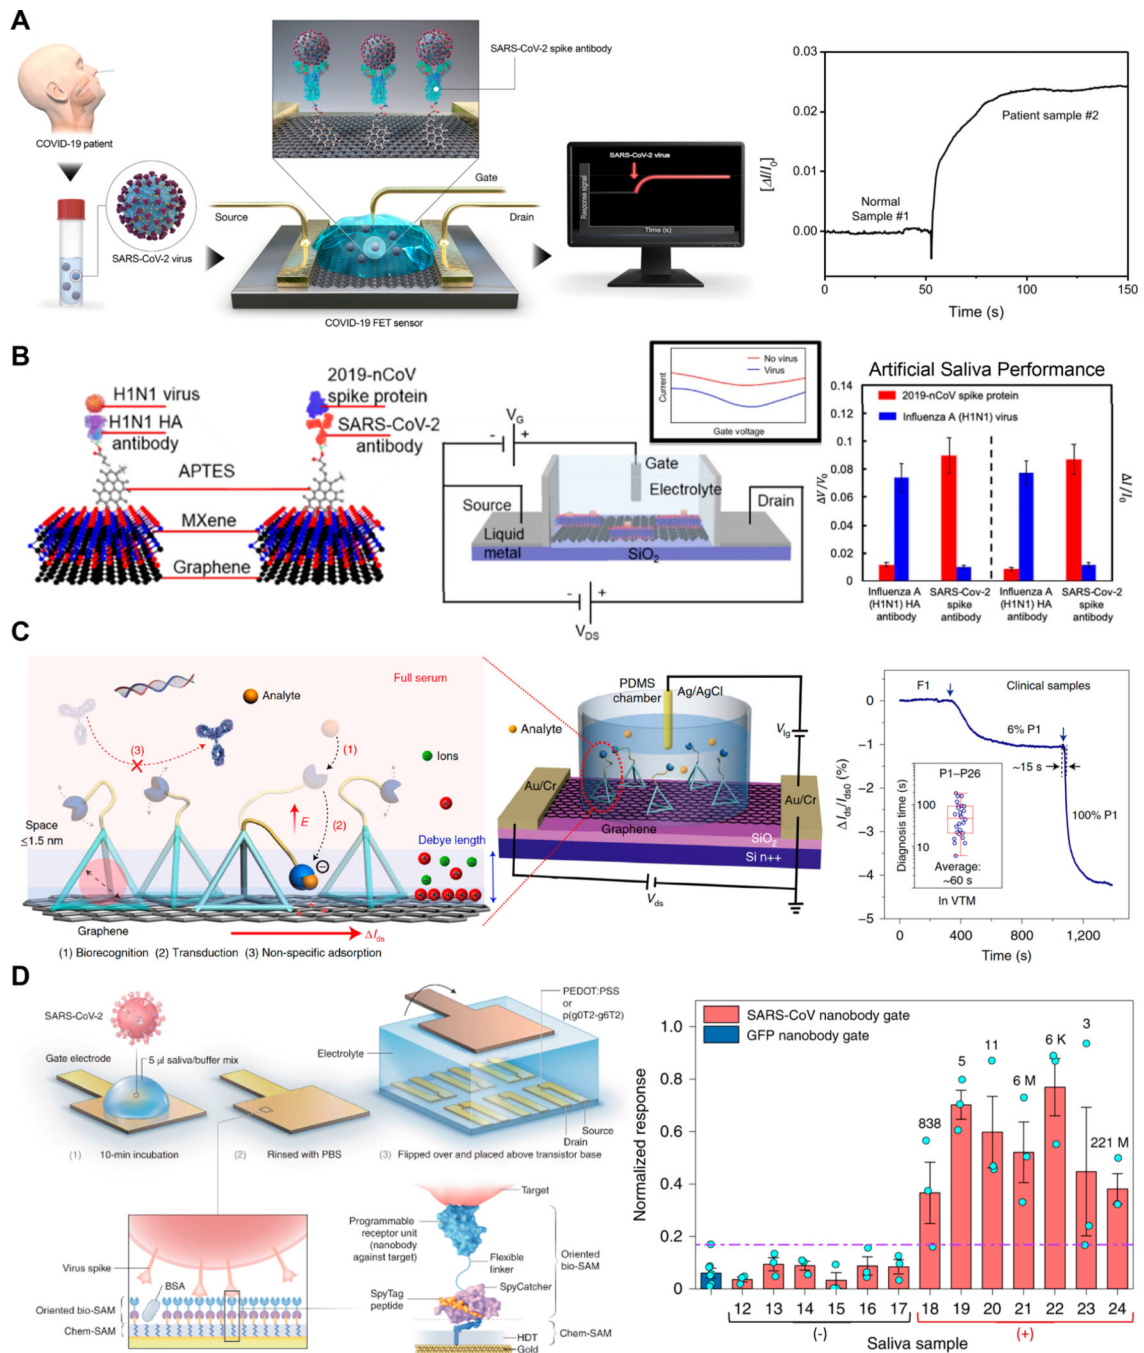 A
COVID-19 patient
SARS-CoV-2 virus
SARS-CoV-2 spike antibody
Source
Gate
Drain
COVID-19 FET sensor
SARS-CoV-2 virus
Response signal
Time (s)
[ΔI/I0]
0.03
0.02
0.01
0.00
Normal
Sample #1
Patient sample #2
0
50
100
150
Time (s)
B
H1N1 virus
H1N1 HA
antibody
2019-nCoV
spike protein
SARS-CoV-2
antibody
APTES
MXene
Graphene
VG
- +
Source
Liquid
metal
Gate
Electrolyte
Drain
SiO2
- +
VDS
Current
No virus
Virus
Gate voltage
Artificial Saliva Performance
2019-nCoV spike protein
Influenza A (H1N1) virus
ΔV/V0
ΔI/I0
0.14
0.12
0.1
0.08
0.06
0.04
0.02
0
Influenza A
(H1N1) HA
antibody
SARS-Cov-2
spike
antibody
Influenza A
(H1N1) HA
antibody
SARS-Cov-2
spike
antibody
C
Full serum
Analyte
(1)
(2)
(3)
E
Ions
Space
≤1.5 nm
Debye length
Graphene
ΔIds
(1) Biorecognition (2) Transduction (3) Non-specific adsorption
PDMS
chamber
Ag/AgCl
Analyte
Au/Cr
Au/Cr
Graphene
SiO2
Si n++
Vlg
Vds
ΔIds/Ids0 (%)
0
−1
−2
−3
−4
−5
F1
Clinical samples
6% P1
~15 s
100% P1
P1–P26
Diagnosis time (s)
100
10
Average:
~60 s
In VTM
0
400
800
1,200
Time (s)
D
SARS-CoV-2
Gate electrode
5 μl saliva/buffer mix
(1) 10-min incubation
(2) Rinsed with PBS
PEDOT:PSS
or
p(g0T2-g6T2)
Electrolyte
Source
Drain
(3) Flipped over and placed above transistor base
Virus spike
BSA
Oriented bio-SAM
Chem-SAM
Target
Programmable
receptor unit
(nanobody
against target)
Flexible
linker
Oriented
bio-SAM
SpyCatcher
SpyTag
peptide
HDT
Gold
Chem-SAM
SARS-CoV nanobody gate
GFP nanobody gate
Normalized response
1.0
0.8
0.6
0.4
0.2
0
838
5
11
6 M
6 K
3
221 M
12
13
14
15
16
17
18
19
20
21
22
23
24
(-)
(+)
Saliva sample